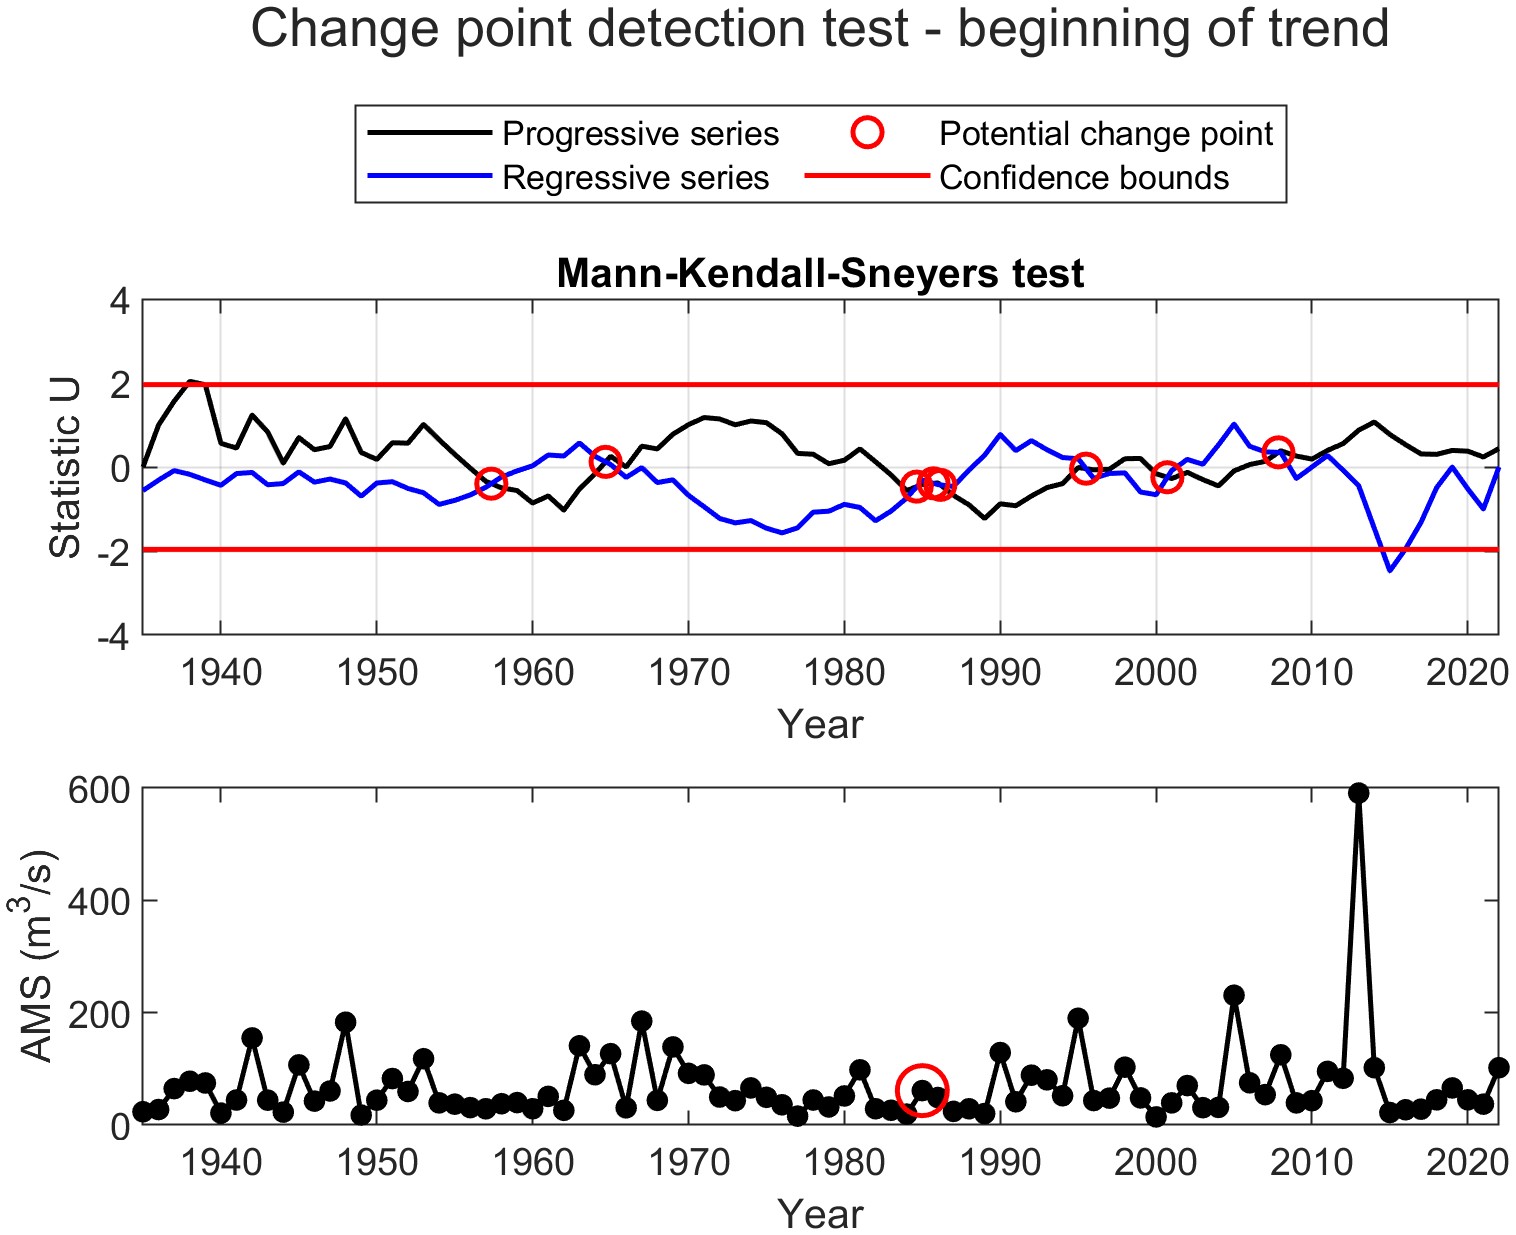 Change point detection test - beginning of trend
Progressive series
Potential change point
Regressive series
Confidence bounds
Mann-Kendall-Sneyers test
4
2
0
-2
-4
Statistic U
1940 1950 1960 1970 1980 1990 2000 2010 2020
Year
600
400
200
0
AMS (m³/s)
1940 1950 1960 1970 1980 1990 2000 2010 2020
Year